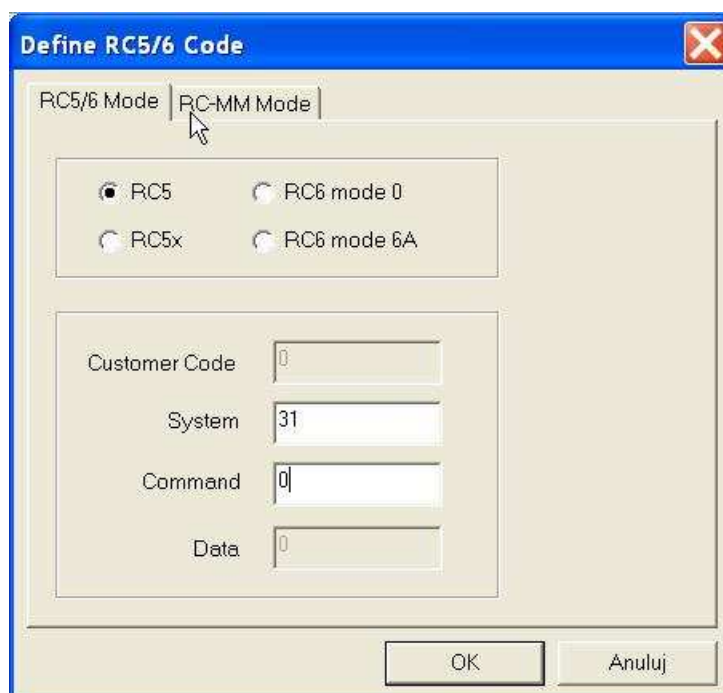 Define RC5/6 Code
RC5/6 Mode RC-MM Mode
RC5 RC6 mode 0
RC5x RC6 mode 6A
Customer Code 0
System 31
Command 0
Data 0
OK Anuluj